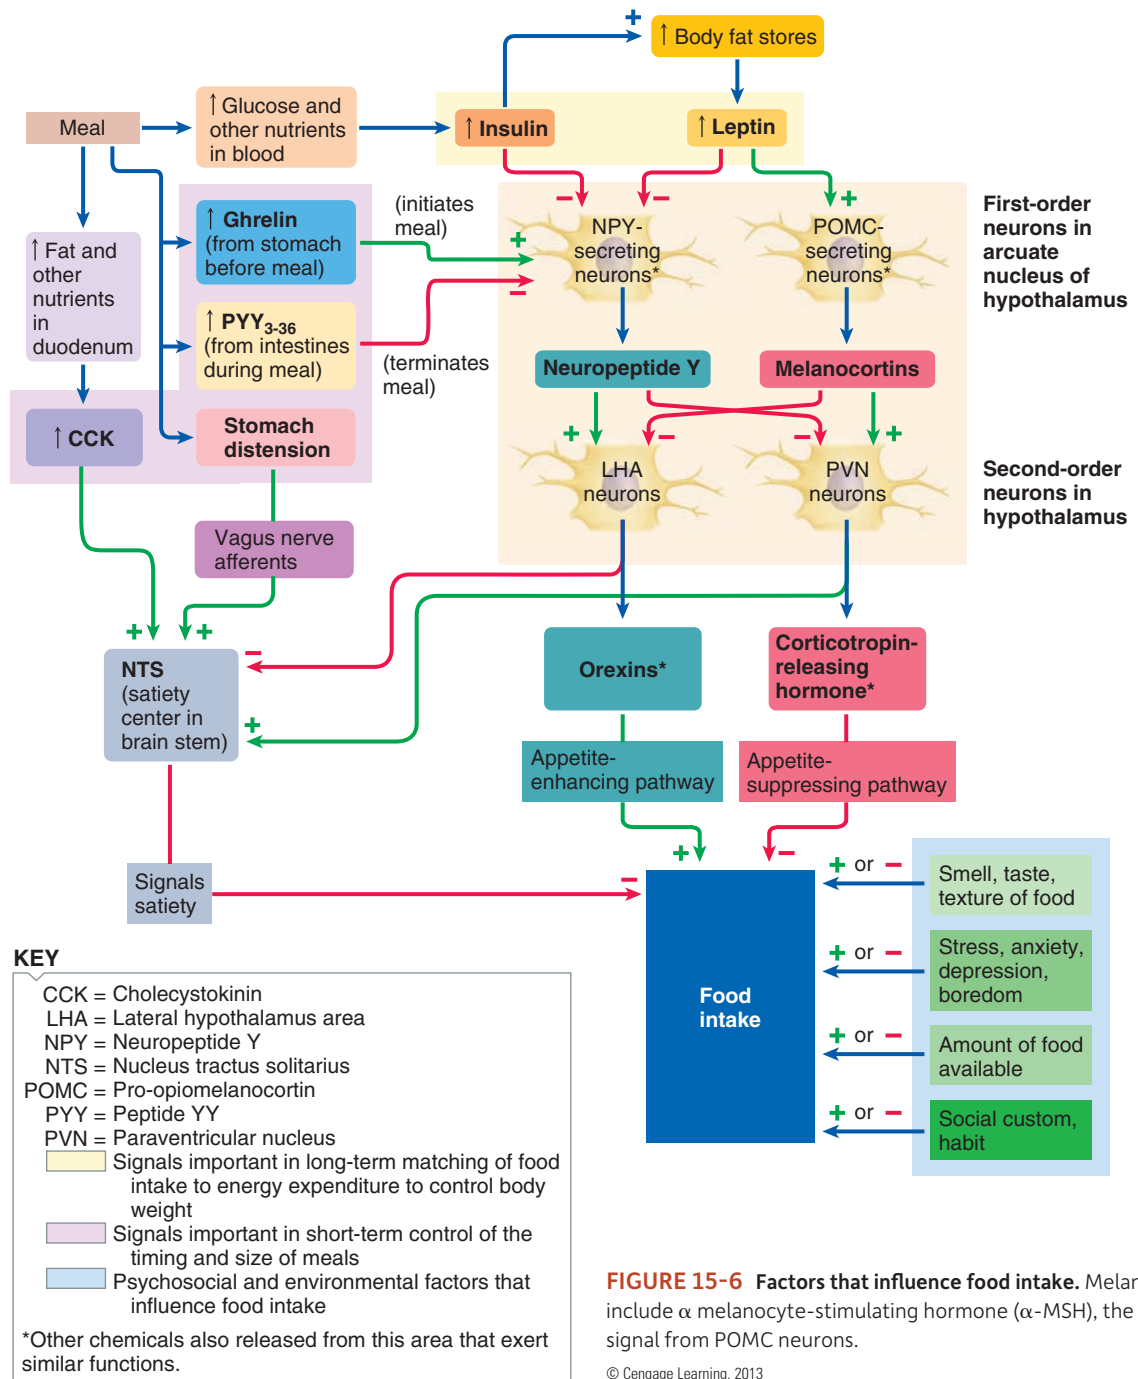 +
↑ Body fat stores
Meal
↑ Glucose and
other nutrients
in blood
↑ Insulin
↑ Leptin
− − +
↑ Ghrelin
(from stomach
before meal)
(initiates
meal)
+
NPY-
secreting
neurons*
POMC-
secreting
neurons*
First-order
neurons in
arcuate
nucleus of
hypothalamus
↑ Fat and
other
nutrients
in
duodenum
↑ PYY3-36
(from intestines
during meal)
−
(terminates
meal)
Neuropeptide Y
Melanocortins
↑ CCK
Stomach
distension
+ − − +
LHA
neurons
PVN
neurons
Second-order
neurons in
hypothalamus
Vagus nerve
afferents
+ +
−
+
NTS
(satiety
center in
brain stem)
Orexins*
Corticotropin-
releasing
hormone*
Appetite-
enhancing pathway
Appetite-
suppressing pathway
+ −
Signals
satiety
−
Food
intake
+ or −
Smell, taste,
texture of food
+ or −
Stress, anxiety,
depression,
boredom
+ or −
Amount of food
available
+ or −
Social custom,
habit
KEY
CCK = Cholecystokinin
LHA = Lateral hypothalamus area
NPY = Neuropeptide Y
NTS = Nucleus tractus solitarius
POMC = Pro-opiomelanocortin
PYY = Peptide YY
PVN = Paraventricular nucleus
Signals important in long-term matching of food
intake to energy expenditure to control body
weight
Signals important in short-term control of the
timing and size of meals
Psychosocial and environmental factors that
influence food intake
*Other chemicals also released from this area that exert
similar functions.
FIGURE 15-6 Factors that influence food intake. Melan
include α melanocyte-stimulating hormone (α-MSH), the
signal from POMC neurons.
© Cengage Learning, 2013